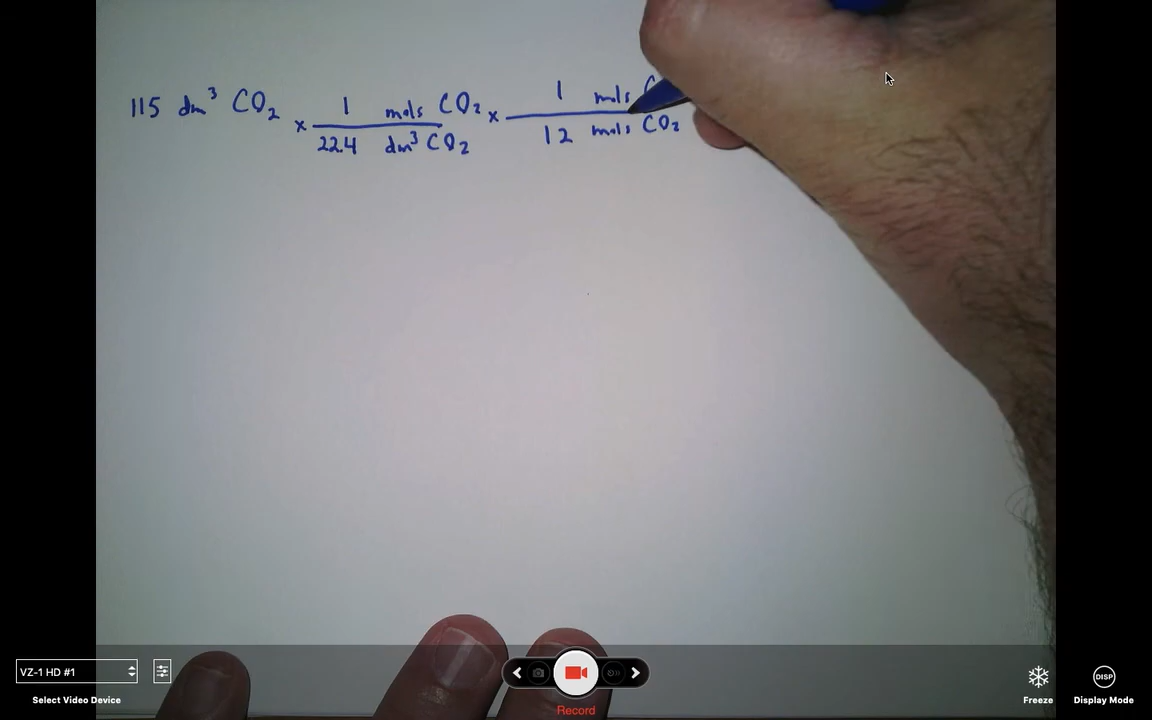 115 dm³ CO₂ × 1 mols CO₂ / 22.4 dm³ CO₂ × 1 mols C / 12 mols CO₂
VZ-1 HD #1
Select Video Device
Record
Freeze
DISP
Display Mode